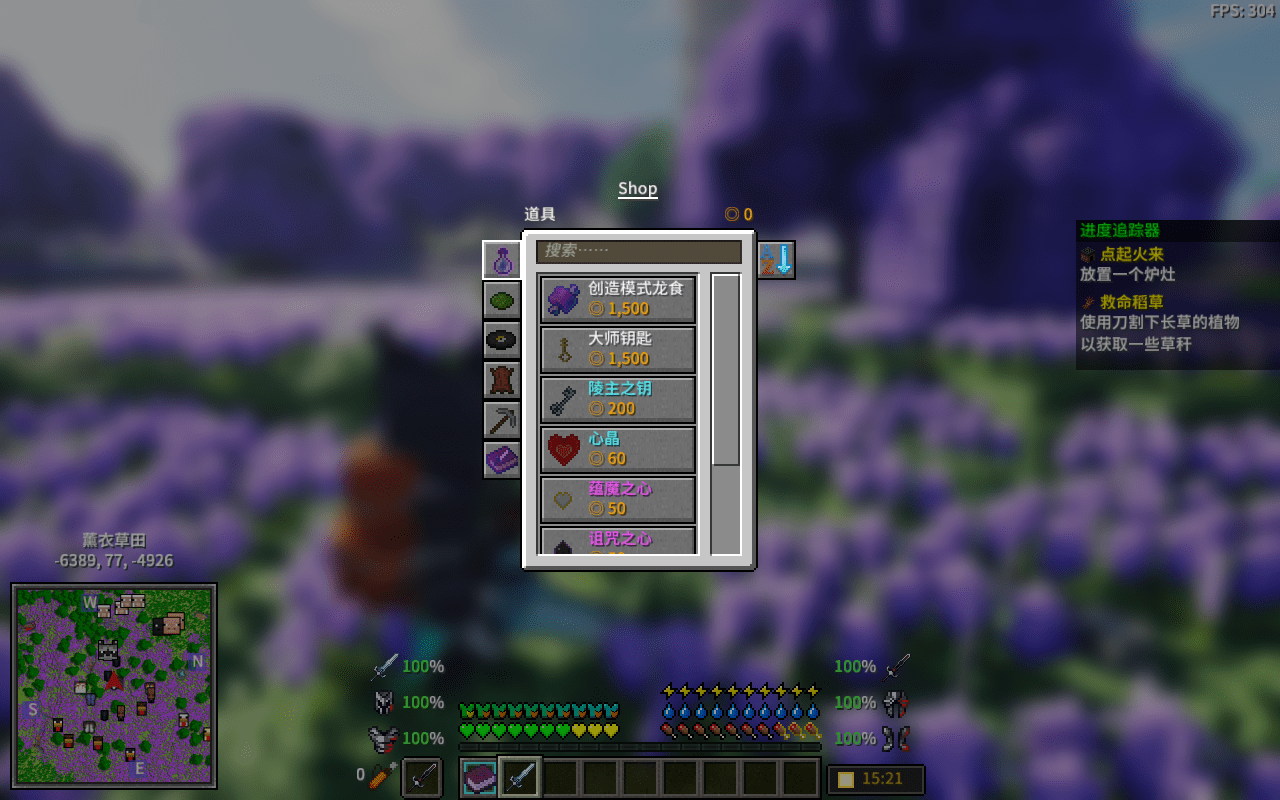 FPS: 304
Shop
道具
0
搜索……
创造模式龙食
1,500
大师钥匙
1,500
陵主之钥
200
心晶
60
蕴魔之心
50
诅咒之心
进度追踪器
点起火来
放置一个炉灶
救命稻草
使用刀割下长草的植物
以获取一些草秆
薰衣草田
-6389, 77, -4926
W
N
S
E
100%
100%
100%
100%
100%
100%
0
15:21